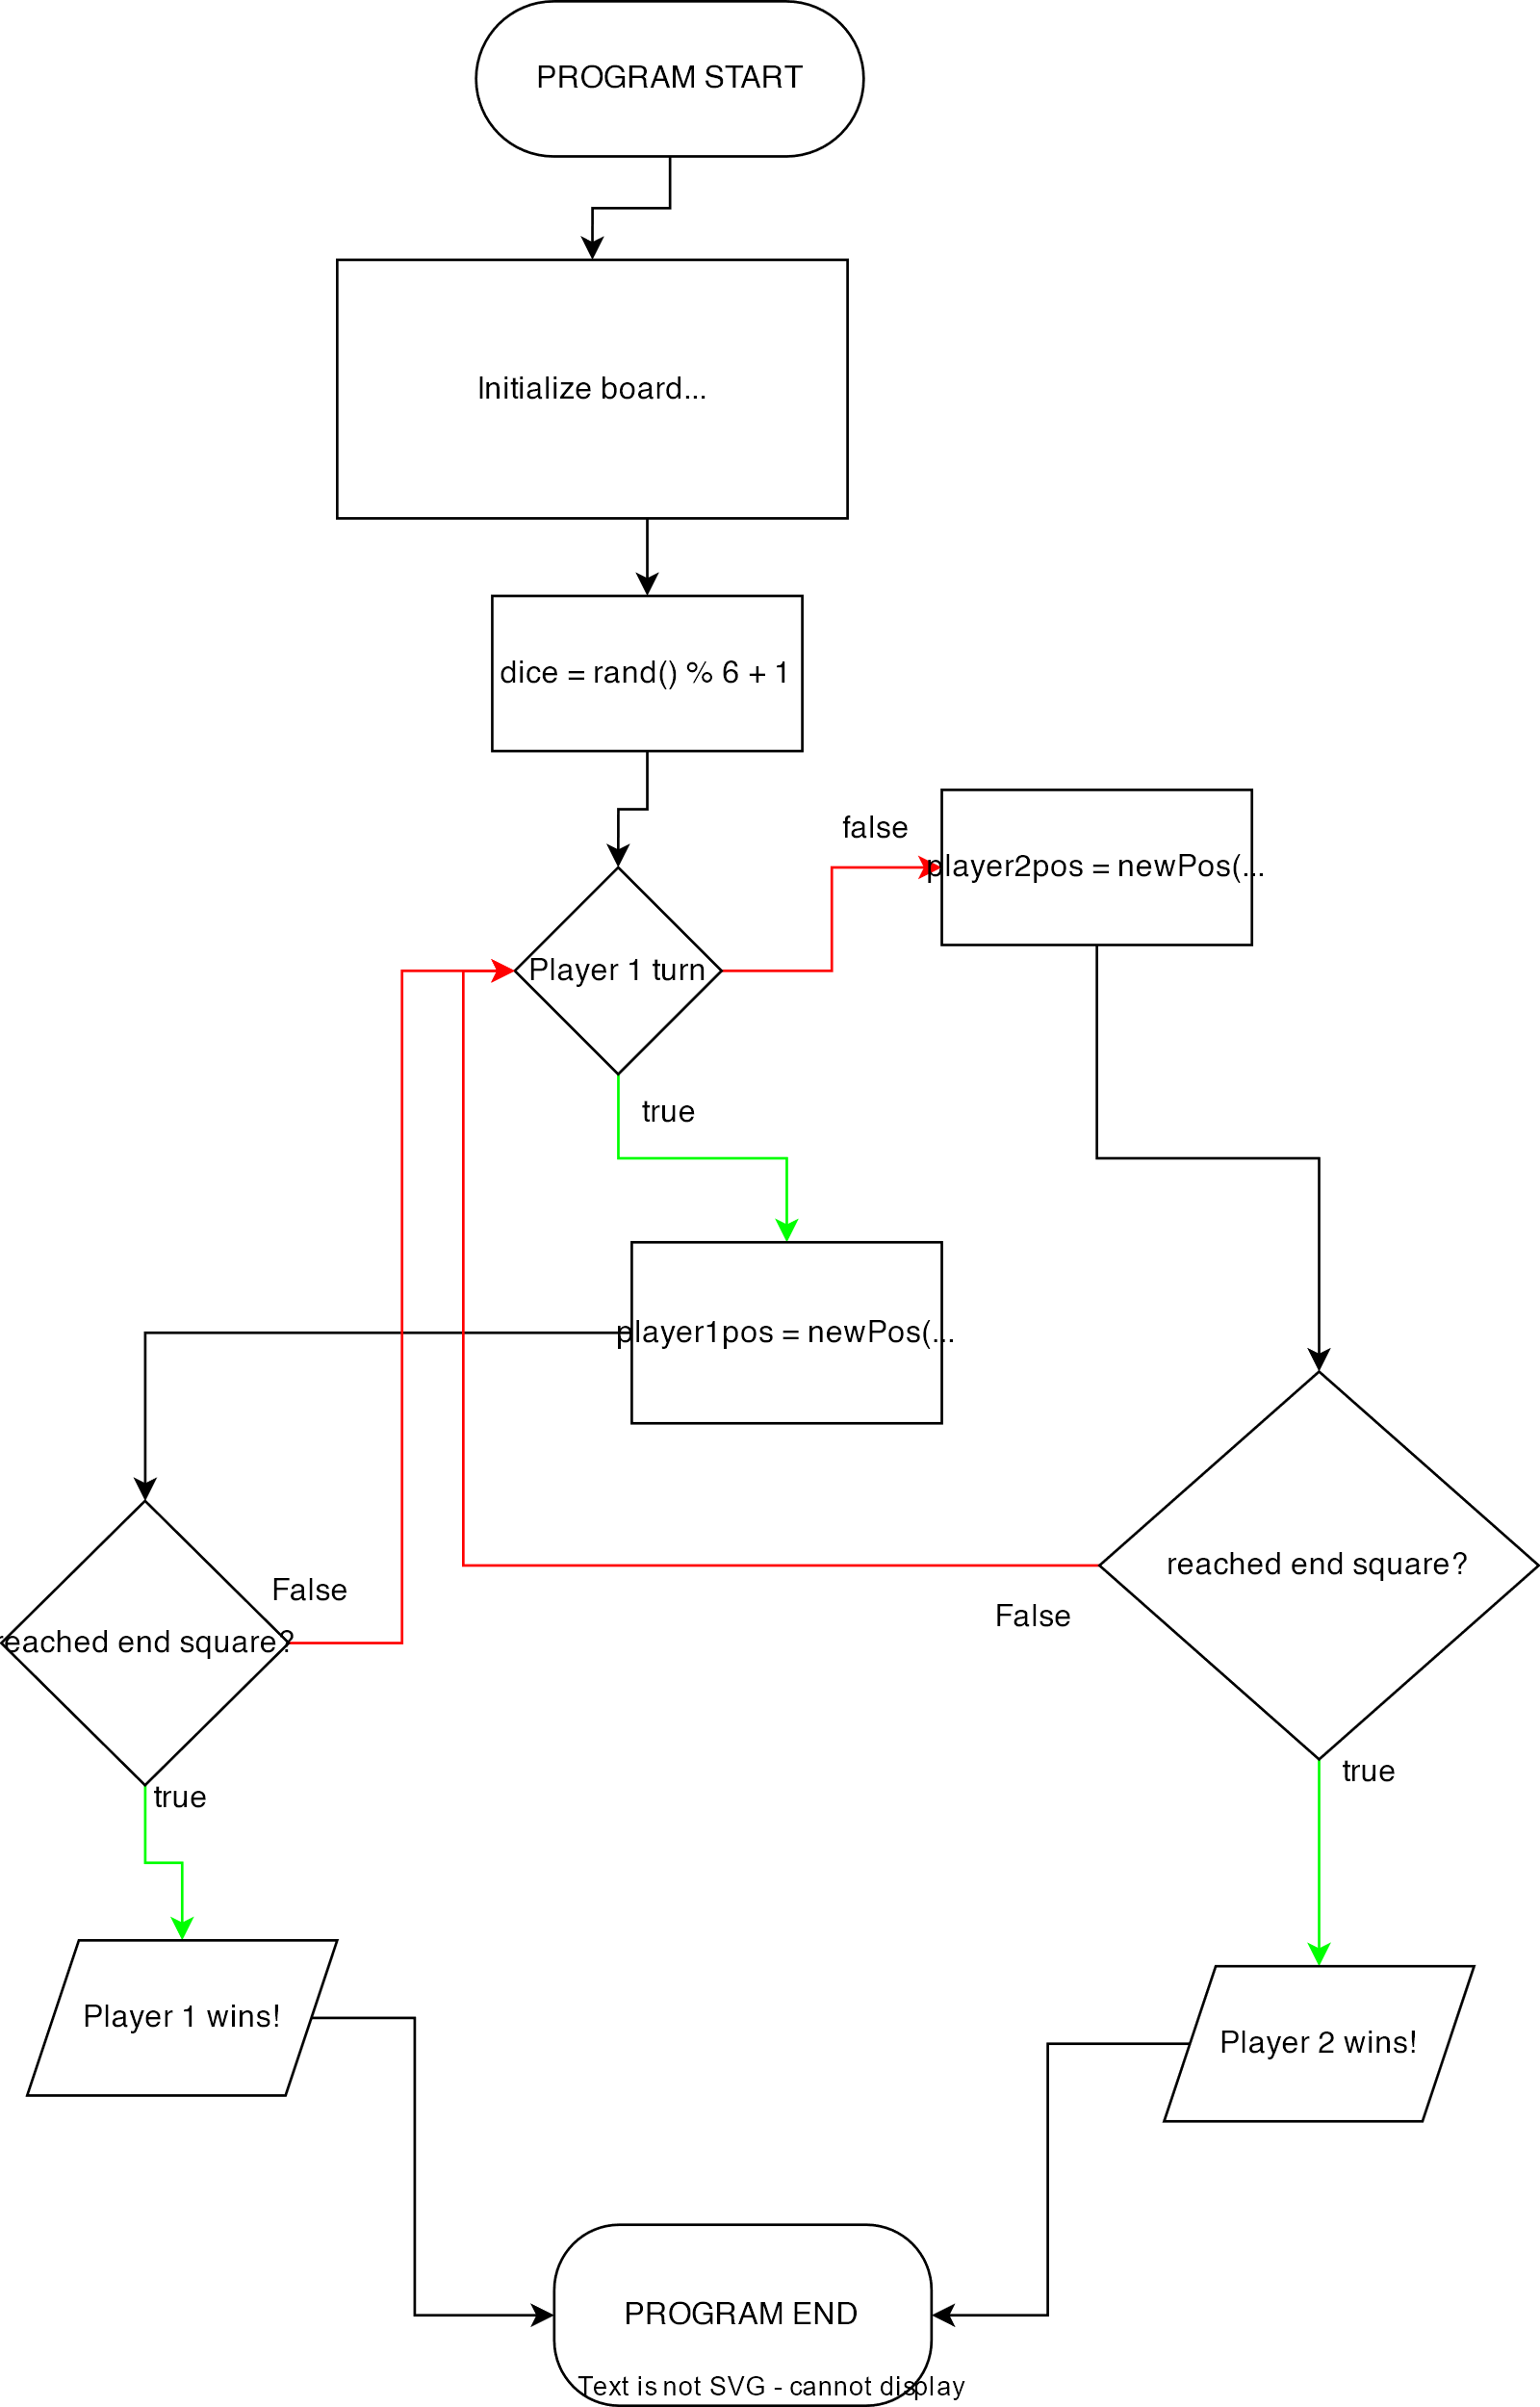 PROGRAM START
Initialize board...
dice = rand() % 6 + 1
false
player2pos = newPos(...
Player 1 turn
true
player1pos = newPos(...
reached end square?
False
False
reached end square?
true
true
Player 1 wins!
Player 2 wins!
PROGRAM END
Text is not SVG - cannot display